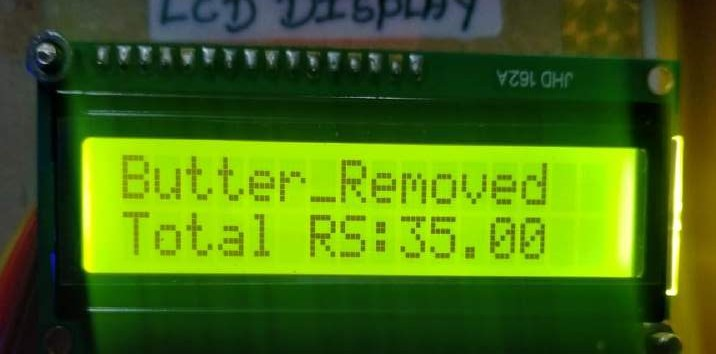 LCD DISPLAY
JHD 162A
Butter_Removed
Total RS:35.00